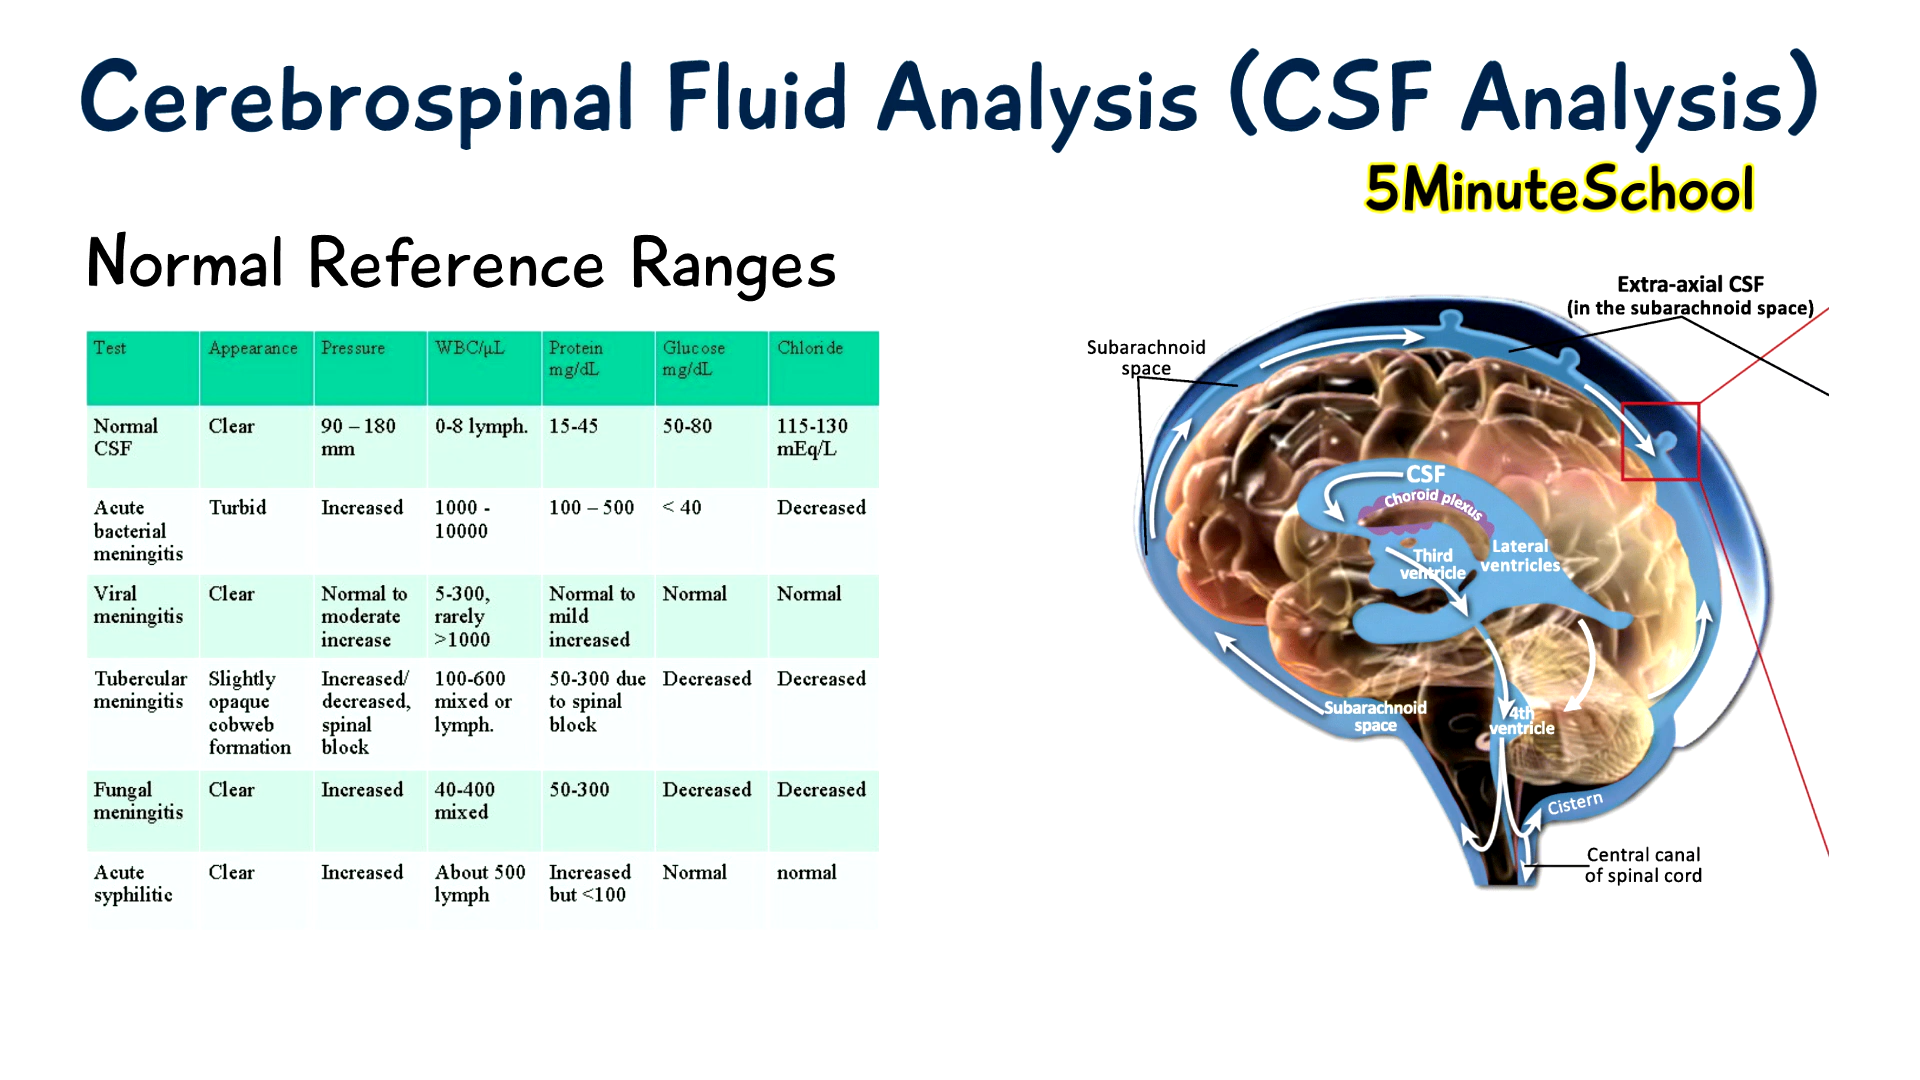 Cerebrospinal Fluid Analysis (CSF Analysis)
5MinuteSchool
Normal Reference Ranges
Test Appearance Pressure WBC/µL Protein mg/dL Glucose mg/dL Chloride
Normal CSF Clear 90 – 180 mm 0-8 lymph. 15-45 50-80 115-130 mEq/L
Acute bacterial meningitis Turbid Increased 1000 - 10000 100 – 500 < 40 Decreased
Viral meningitis Clear Normal to moderate increase 5-300, rarely >1000 Normal to mild increased Normal Normal
Tubercular meningitis Slightly opaque cobweb formation Increased/ decreased, spinal block 100-600 mixed or lymph. 50-300 due to spinal block Decreased Decreased
Fungal meningitis Clear Increased 40-400 mixed 50-300 Decreased Decreased
Acute syphilitic Clear Increased About 500 lymph Increased but <100 Normal normal
Extra-axial CSF
(in the subarachnoid space)
Subarachnoid
space
CSF
Choroid plexus
Third
ventricle
Lateral
ventricles
Subarachnoid
space
4th
ventricle
Cistern
Central canal
of spinal cord